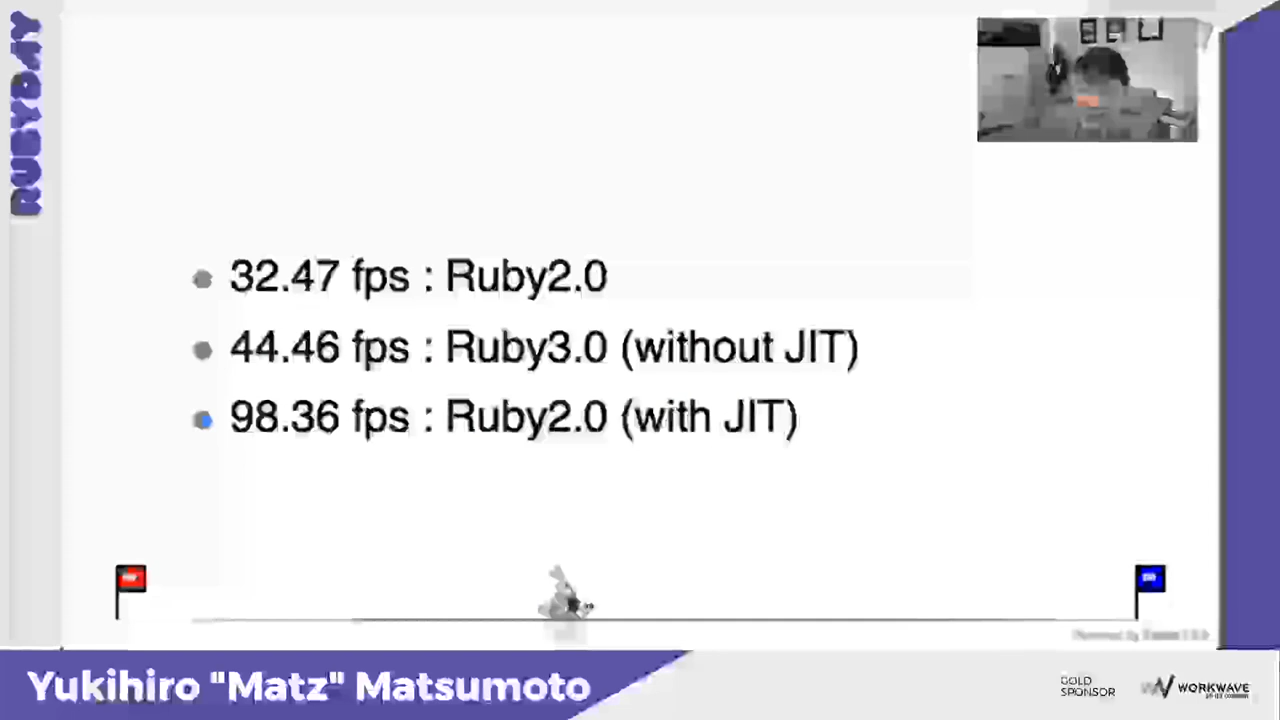 RUBYDAY
32.47 fps : Ruby2.0
44.46 fps : Ruby3.0 (without JIT)
98.36 fps : Ruby2.0 (with JIT)
Yukihiro "Matz" Matsumoto
GOLD
SPONSOR
WORKWAVE